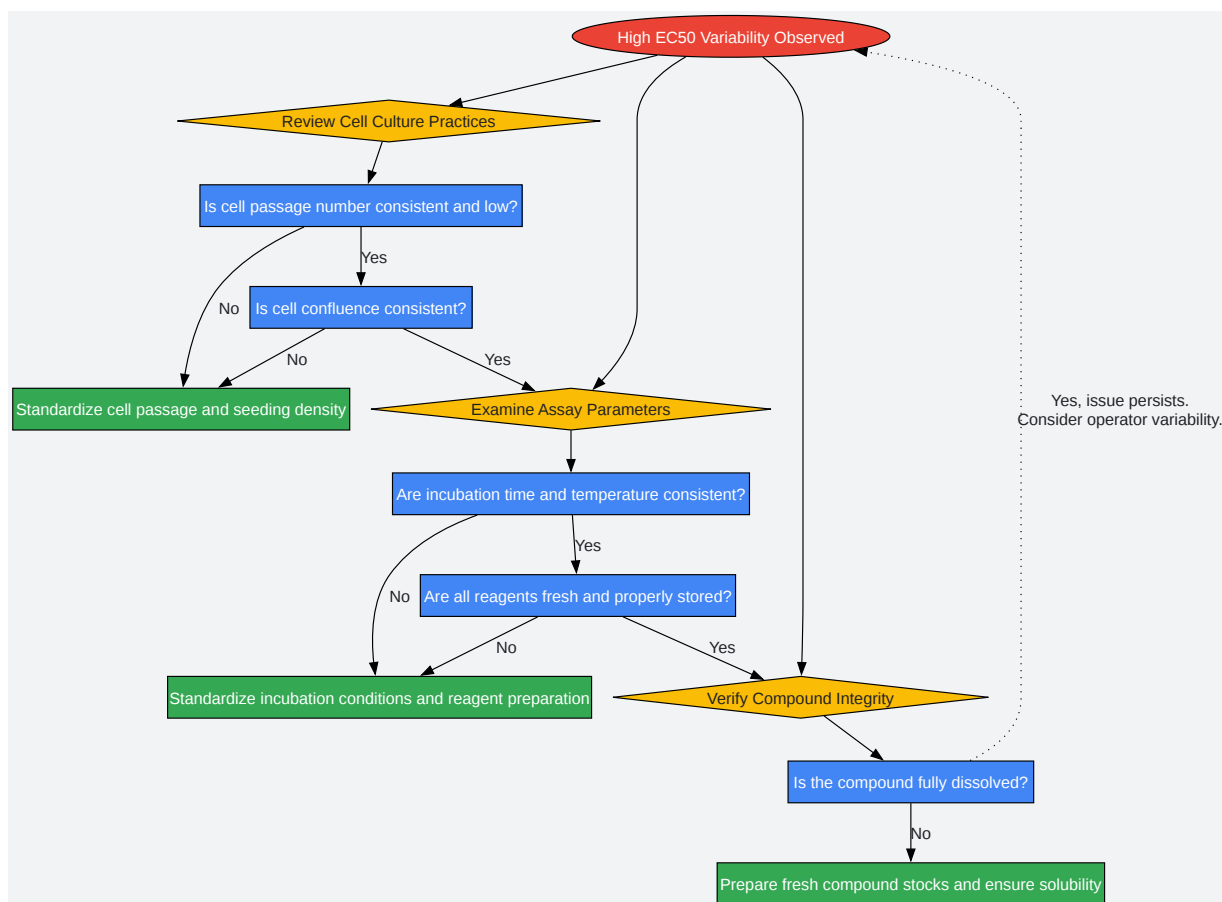 High EC50 Variability Observed
Review Cell Culture Practices
Is cell passage number consistent and low?
Yes
No
Is cell confluence consistent?
No
Yes
Standardize cell passage and seeding density
Examine Assay Parameters
Yes, issue persists.
Consider operator variability.
Are incubation time and temperature consistent?
Yes
No
Are all reagents fresh and properly stored?
No
Yes
Standardize incubation conditions and reagent preparation
Verify Compound Integrity
Is the compound fully dissolved?
No
Prepare fresh compound stocks and ensure solubility